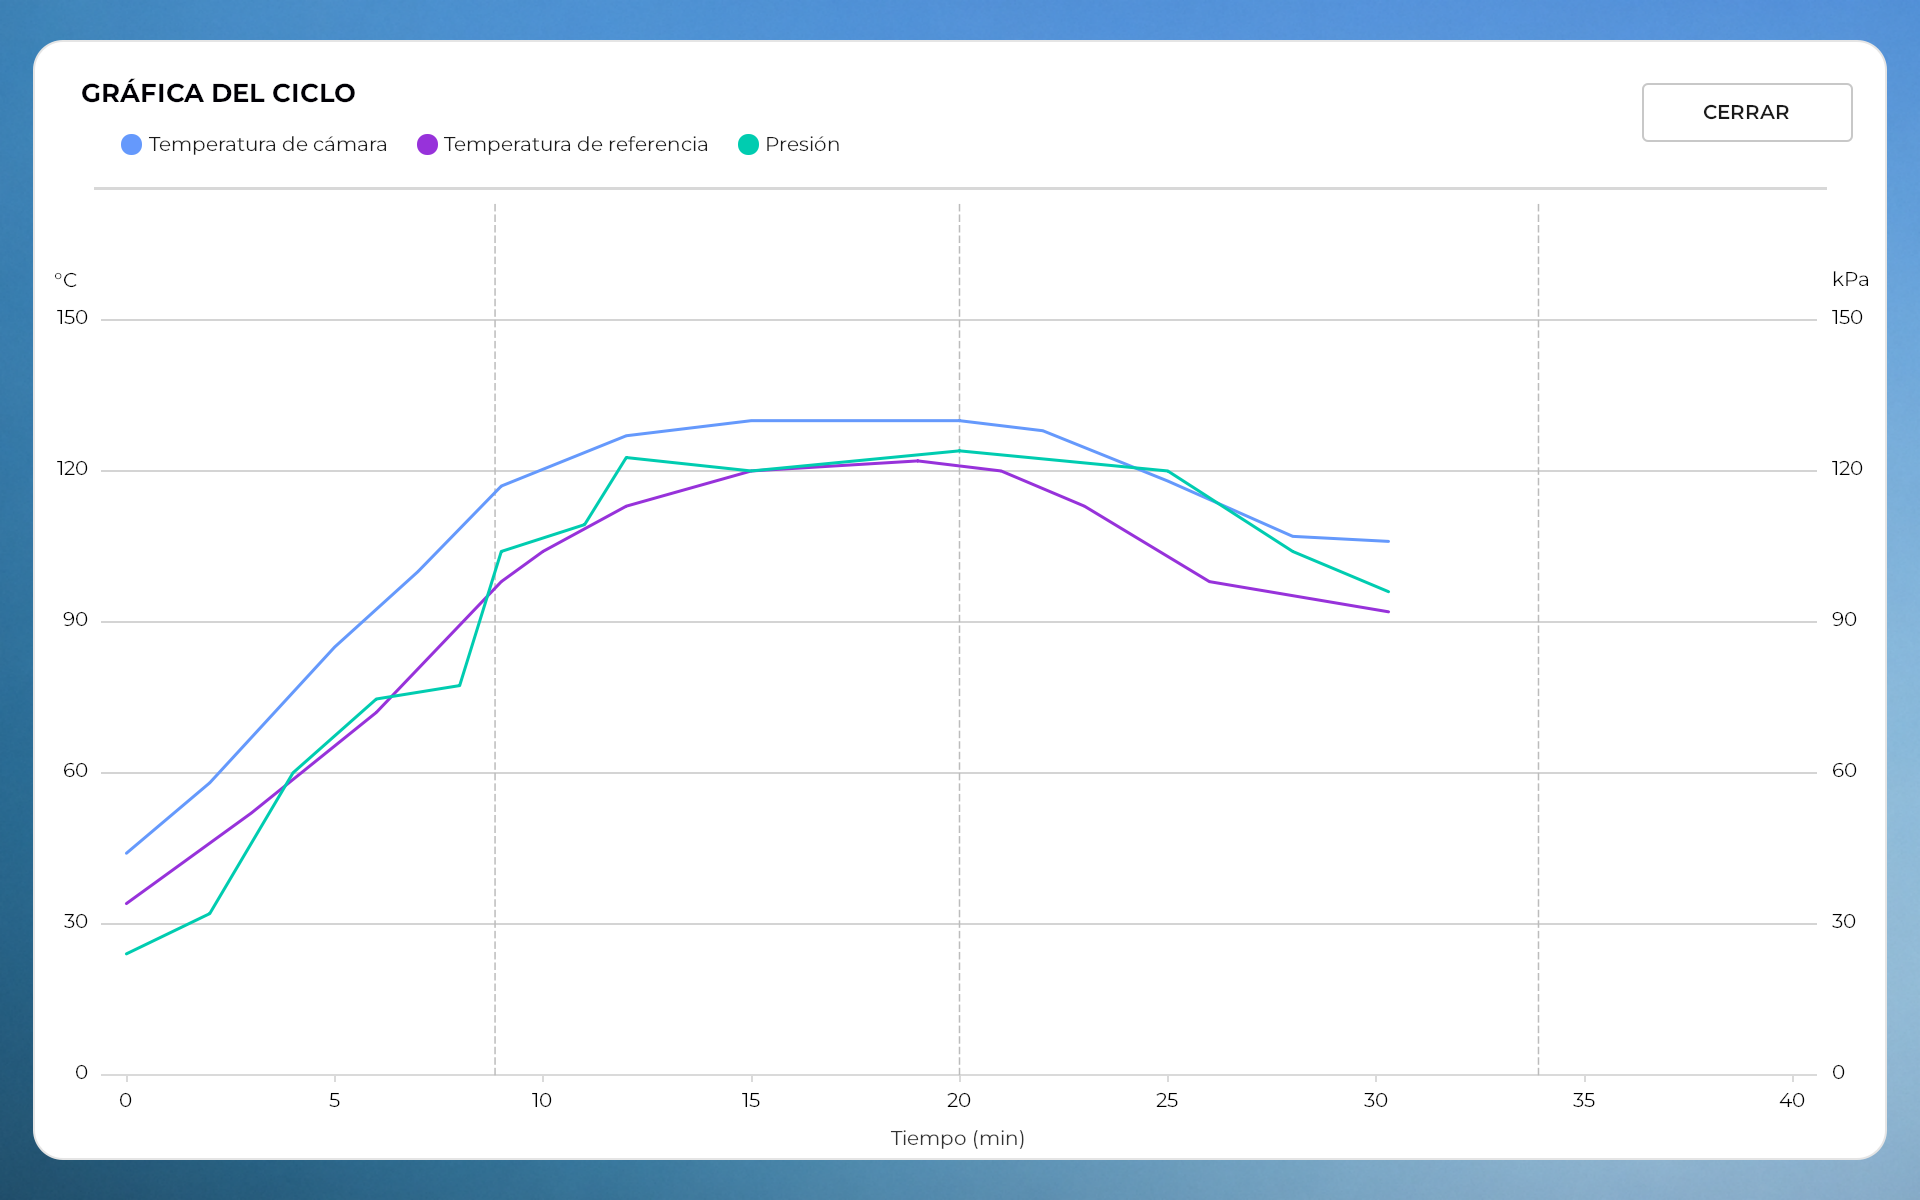 GRÁFICA DEL CICLO
CERRAR
Temperatura de cámara Temperatura de referencia Presión
°C kPa
150 150
120 120
90 90
60 60
30 30
0 0
0 5 10 15 20 25 30 35 40
Tiempo (min)